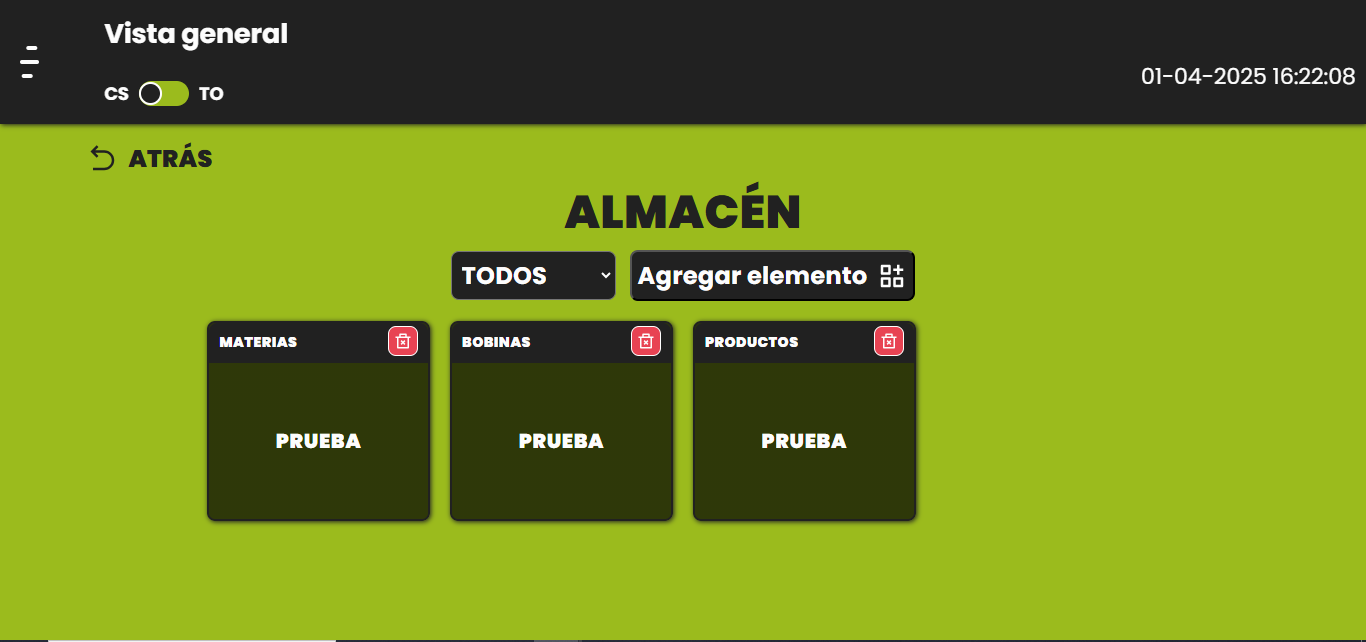 Vista general
CS TO
01-04-2025 16:22:08
ATRÁS
ALMACÉN
TODOS
Agregar elemento
MATERIAS
BOBINAS
PRODUCTOS
PRUEBA
PRUEBA
PRUEBA